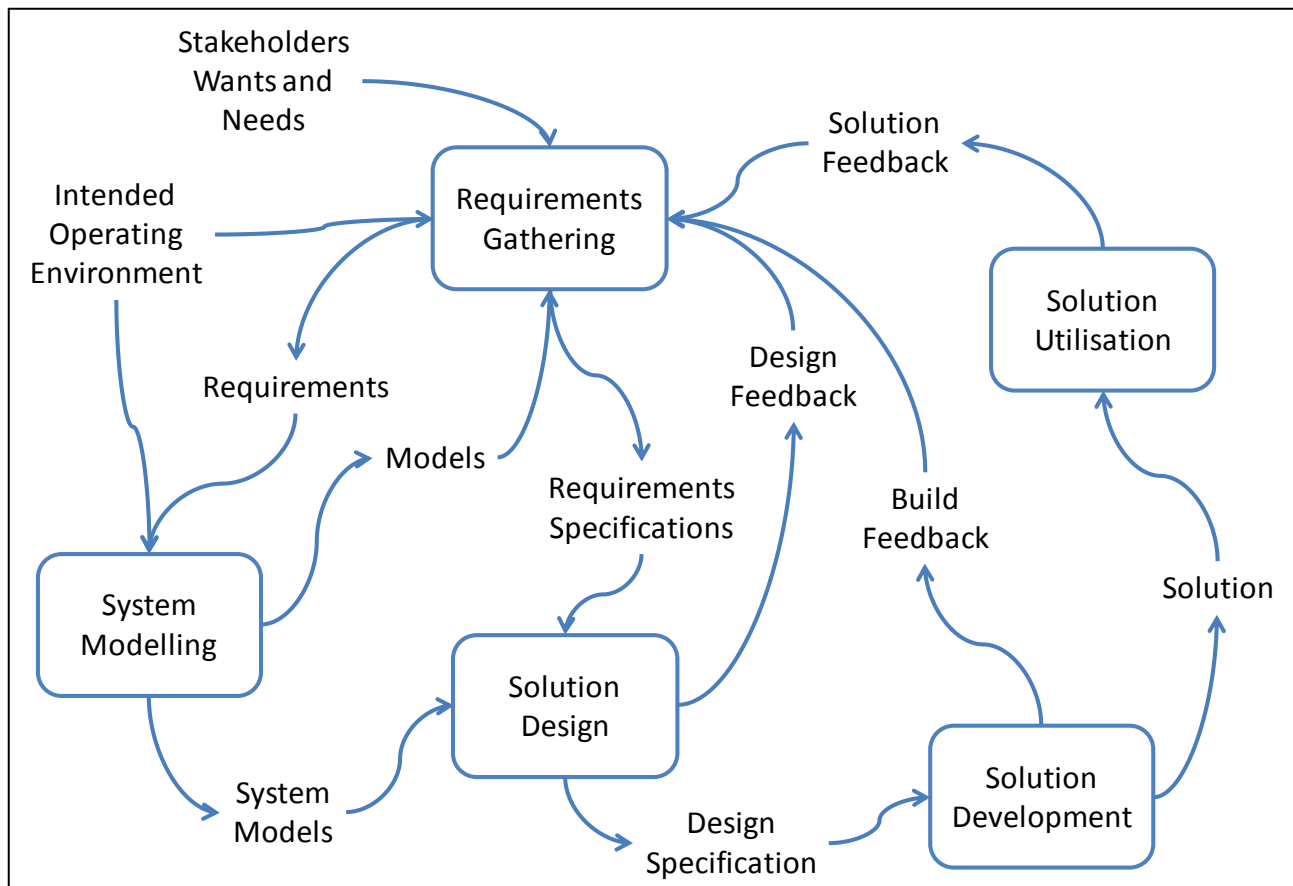 Stakeholders
Wants and
Needs
Solution
Feedback
Requirements
Gathering
Intended
Operating
Environment
Solution
Utilisation
Design
Feedback
Requirements
Models
Requirements
Specifications
Build
Feedback
Solution
System
Modelling
Solution
Design
Solution
Development
System
Models
Design
Specification